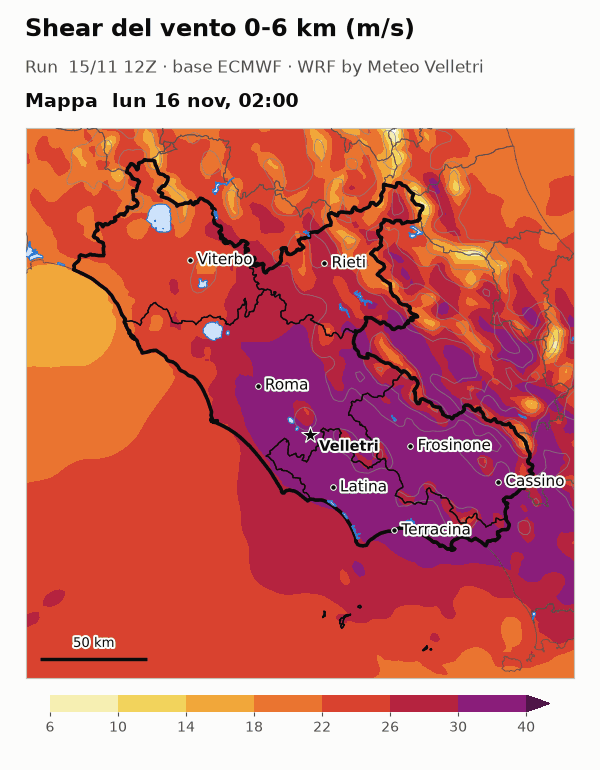 Shear del vento 0-6 km (m/s)
Run  15/11 12Z · base ECMWF · WRF by Meteo Velletri
Mappa  lun 16 nov, 02:00
Viterbo
Rieti
Roma
Velletri
Frosinone
Cassino
Latina
Terracina
50 km
6 10 14 18 22 26 30 40